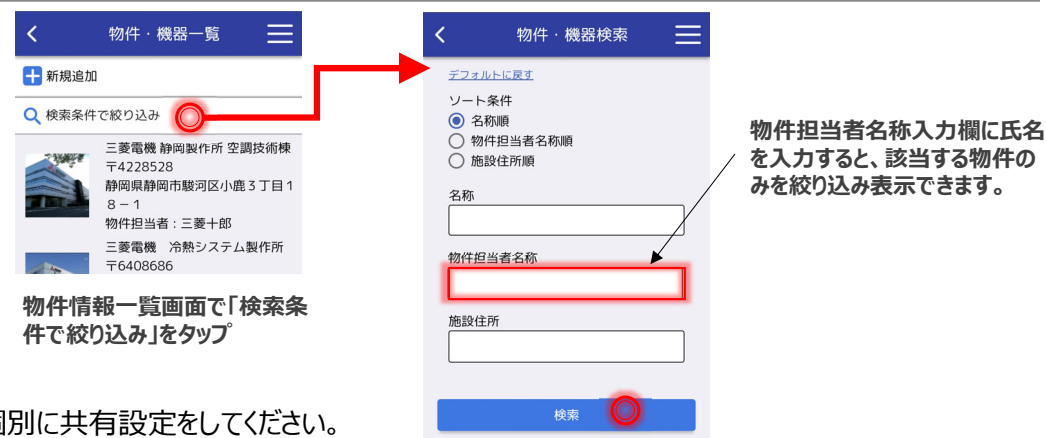 物件・機器一覧
新規追加
検索条件で絞り込み
三菱電機 静岡製作所 空調技術棟
〒4228528
静岡県静岡市駿河区小鹿3丁目1
8－1
物件担当者：三菱十郎
三菱電機　冷熱システム製作所
〒6408686
物件情報一覧画面で「検索条
件で絞り込み」をタップ
物件・機器検索
デフォルトに戻す
ソート条件
名称順
物件担当者名称順
施設住所順
名称
物件担当者名称
施設住所
検索
物件担当者名称入力欄に氏名
を入力すると、該当する物件の
みを絞り込み表示できます。
個別に共有設定をしてください。